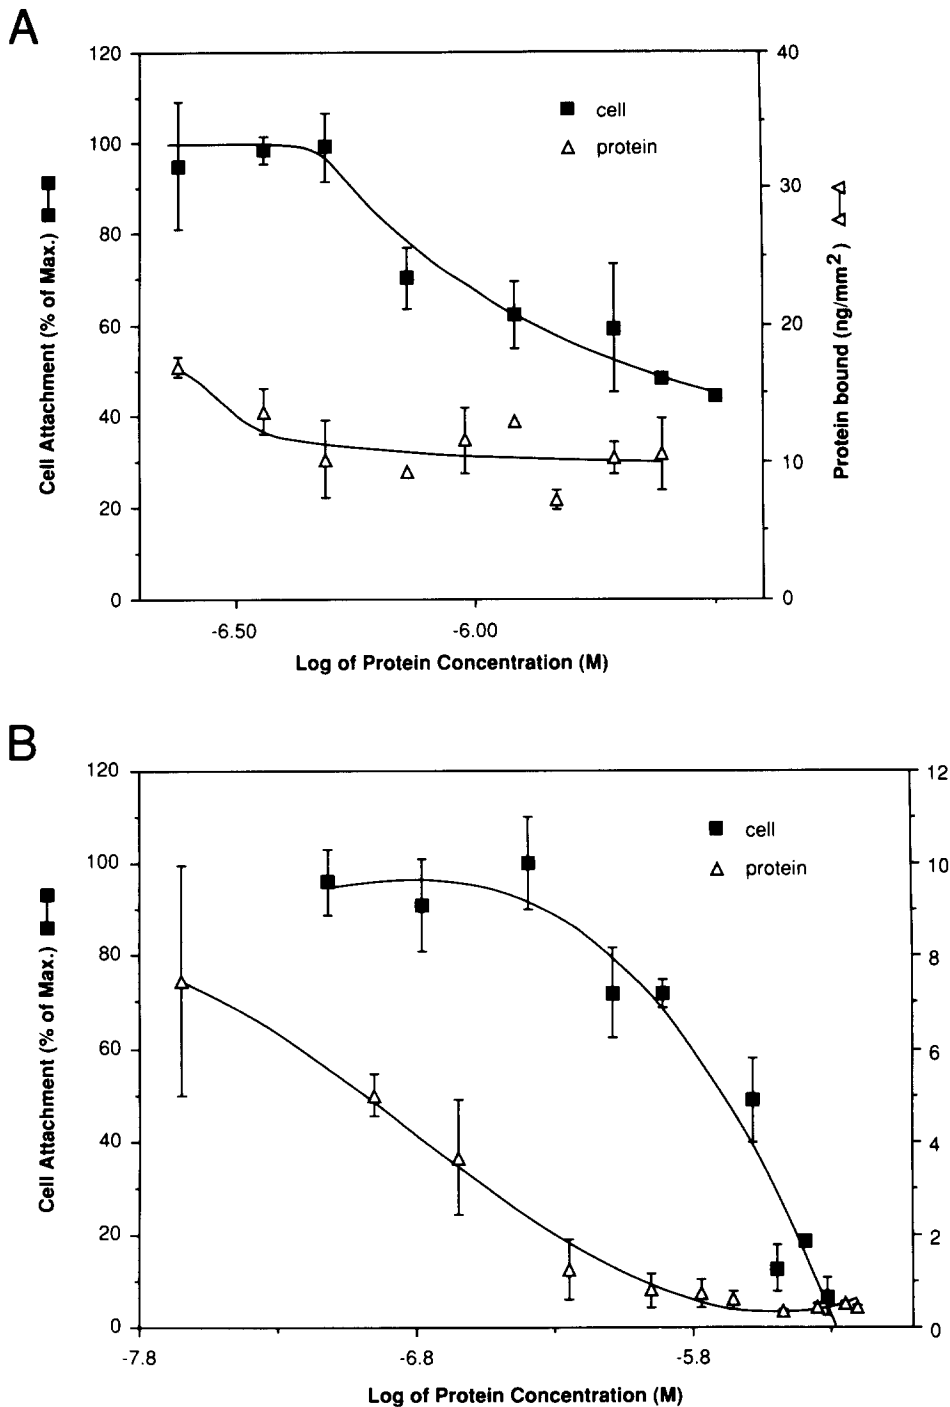 A
120
100
80
60
40
20
0
40
30
20
10
0
cell
protein
Cell Attachment (% of Max.)
Protein bound (ng/mm2)
-6.50 -6.00
Log of Protein Concentration (M)
B
120
100
80
60
40
20
0
12
10
8
6
4
2
0
cell
protein
Cell Attachment (% of Max.)
-7.8 -6.8 -5.8
Log of Protein Concentration (M)